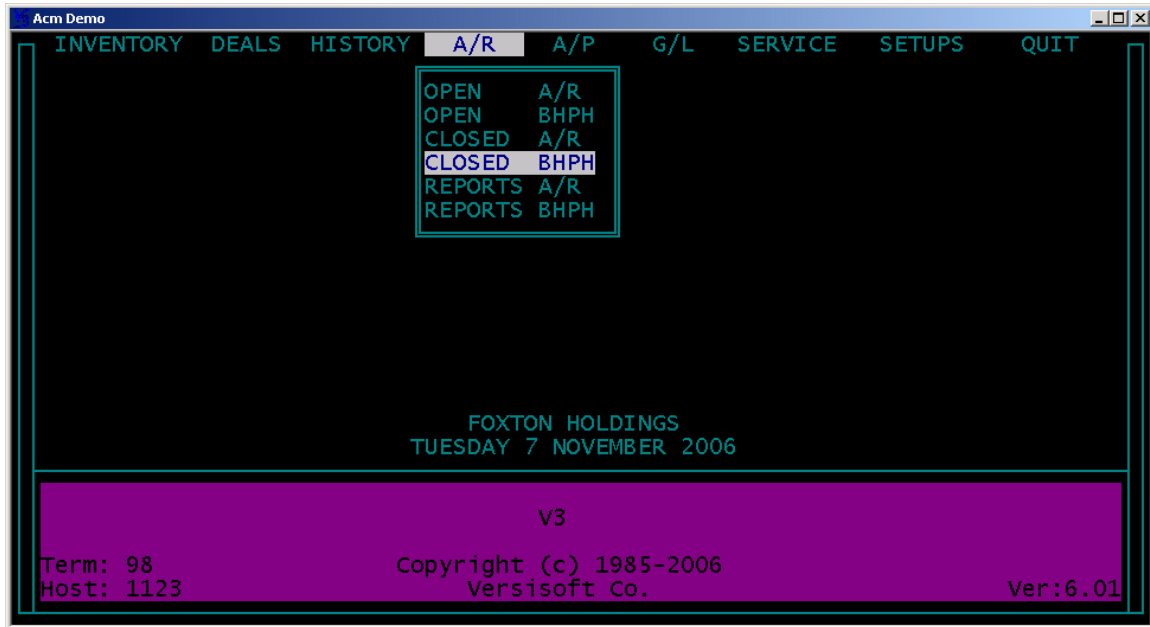 Acm Demo
INVENTORY DEALS HISTORY A/R A/P G/L SERVICE SETUPS QUIT
OPEN A/R
OPEN BHPH
CLOSED A/R
CLOSED BHPH
REPORTS A/R
REPORTS BHPH
FOXTON HOLDINGS
TUESDAY 7 NOVEMBER 2006
V3
Term: 98 Copyright (c) 1985-2006
Host: 1123 Versisoft Co. Ver:6.01